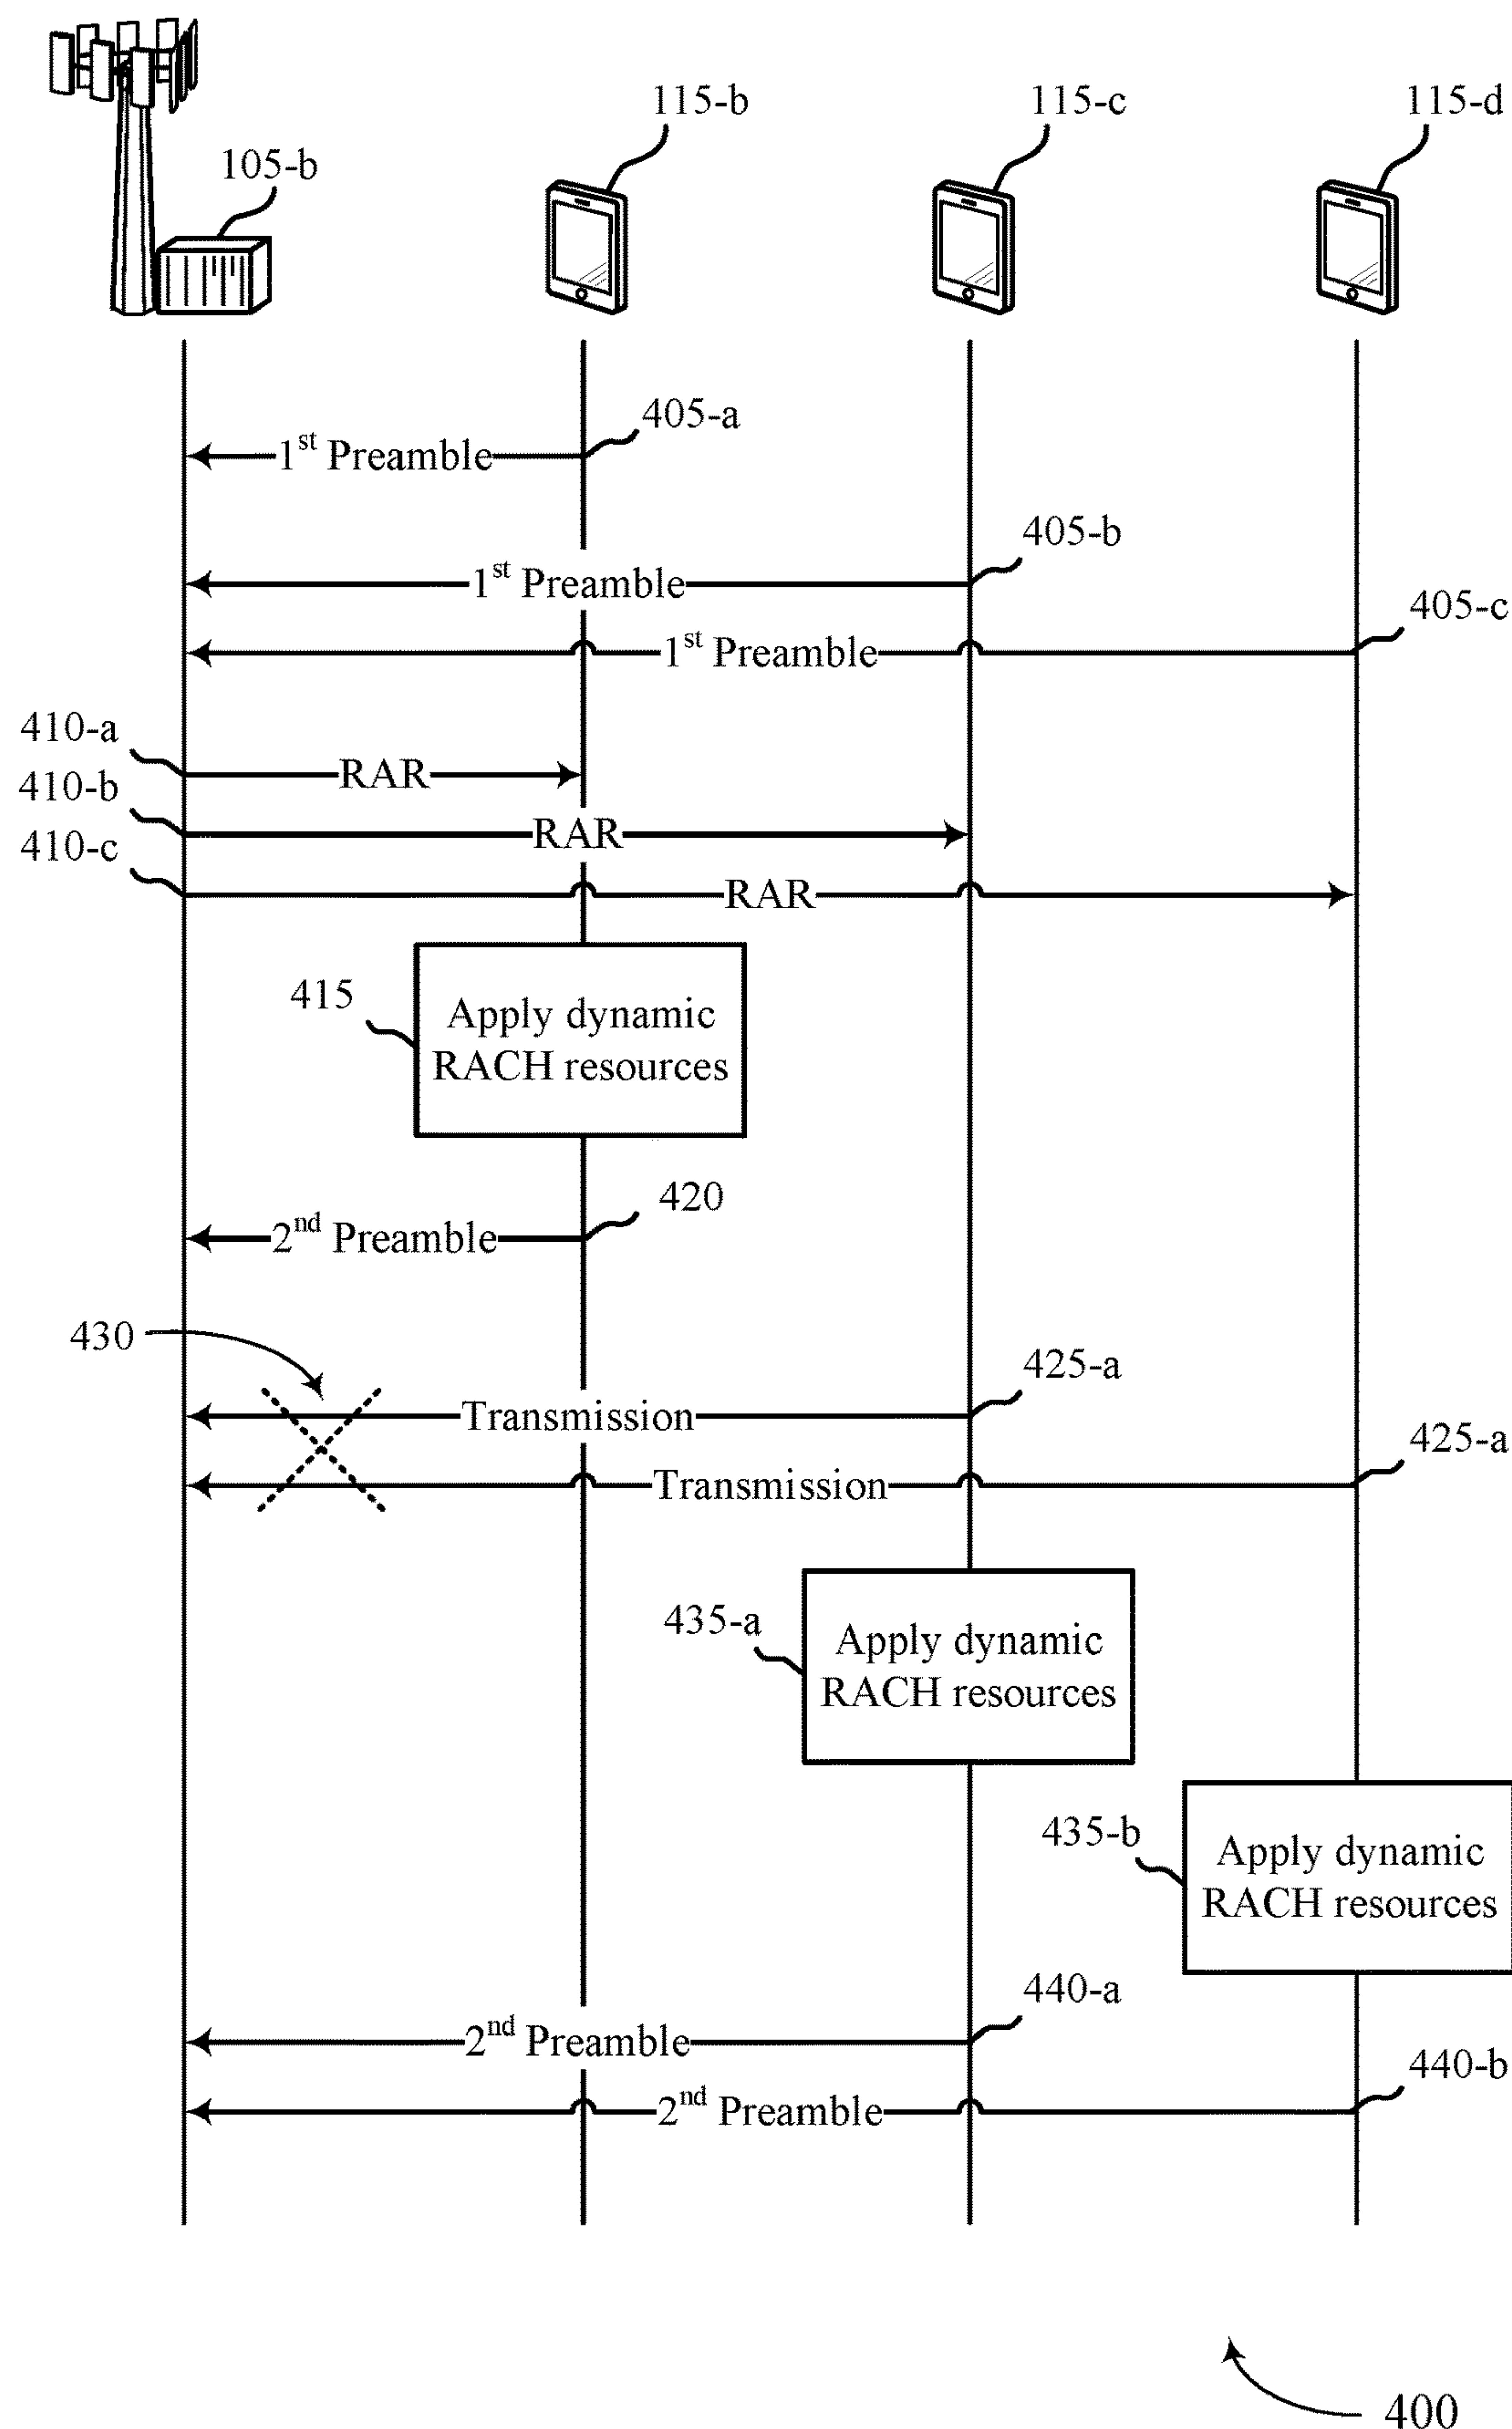 115-b
115-c
115-d
105-b
405-a
1st Preamble
405-b
1st Preamble
405-c
1st Preamble
410-a
RAR
410-b
RAR
410-c
RAR
415
Apply dynamic
RACH resources
420
2nd Preamble
430
425-a
Transmission
425-a
Transmission
435-a
Apply dynamic
RACH resources
435-b
Apply dynamic
RACH resources
440-a
2nd Preamble
440-b
2nd Preamble
400